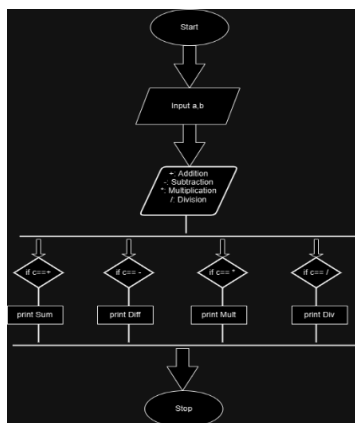 Start
Input a,b
+: Addition
-: Subtraction
*: Multiplication
/: Division
if c==+
if c== -
if c== *
if c== /
print Sum
print Diff
print Mult
print Div
Stop